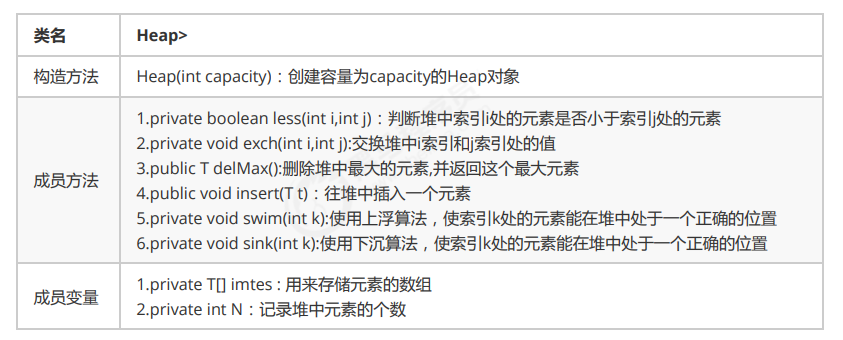 类名 Heap>
构造方法 Heap(int capacity)：创建容量为capacity的Heap对象
成员方法
1.private boolean less(int i,int j)：判断堆中索引i处的元素是否小于索引j处的元素
2.private void exch(int i,int j):交换堆中i索引和j索引处的值
3.public T delMax():删除堆中最大的元素,并返回这个最大元素
4.public void insert(T t)：往堆中插入一个元素
5.private void swim(int k):使用上浮算法，使索引k处的元素能在堆中处于一个正确的位置
6.private void sink(int k):使用下沉算法，使索引k处的元素能在堆中处于一个正确的位置
成员变量
1.private T[] imtes : 用来存储元素的数组
2.private int N：记录堆中元素的个数